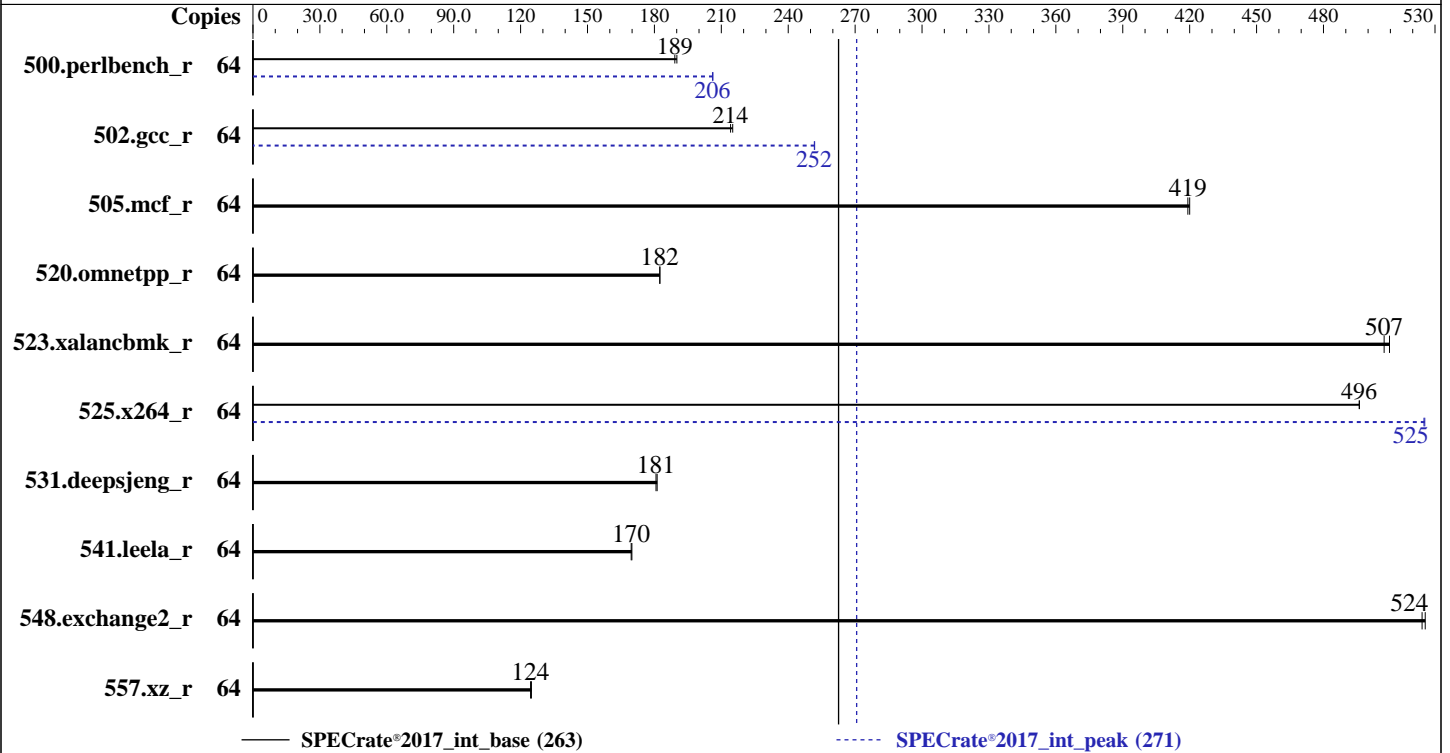 Copies 0 30.0 60.0 90.0 120 150 180 210 240 270 300 330 360 390 420 450 480 530
500.perlbench_r 64 189
206
502.gcc_r 64 214
252
505.mcf_r 64 419
520.omnetpp_r 64 182
523.xalancbmk_r 64 507
525.x264_r 64 496
525
531.deepsjeng_r 64 181
541.leela_r 64 170
548.exchange2_r 64 524
557.xz_r 64 124
SPECrate®2017_int_base (263) SPECrate®2017_int_peak (271)